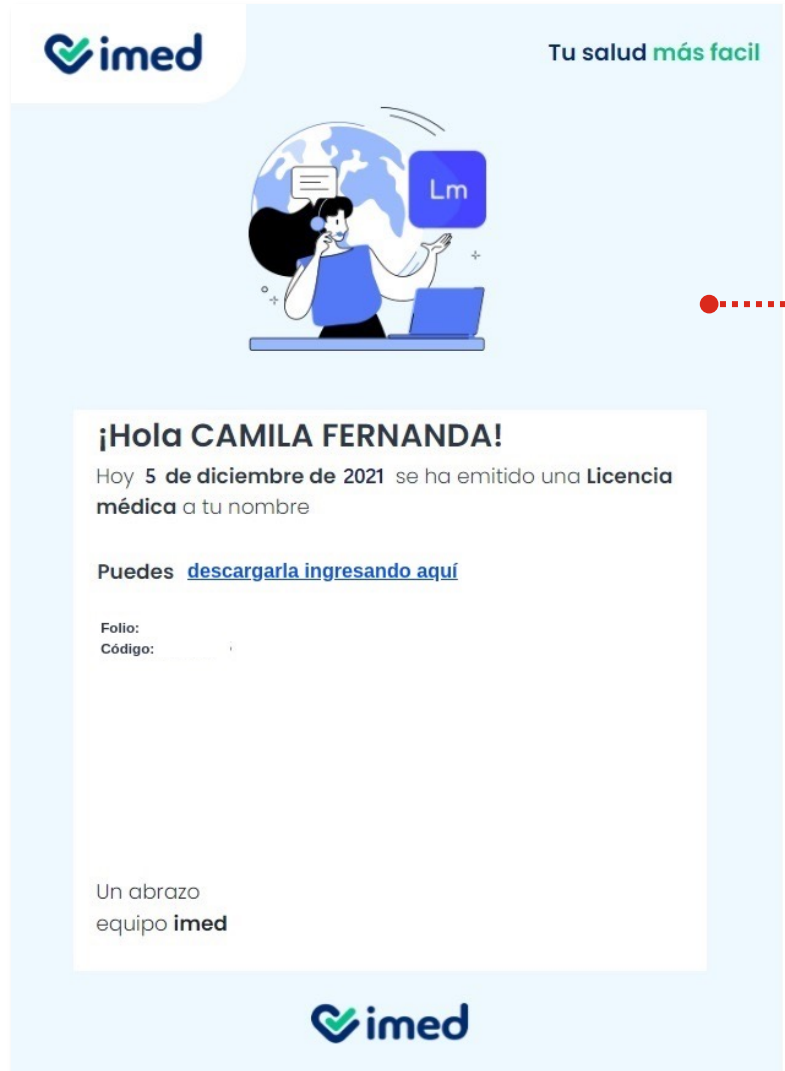 imed
Tu salud más facil
Lm
¡Hola CAMILA FERNANDA!
Hoy 5 de diciembre de 2021 se ha emitido una Licencia
médica a tu nombre
Puedes descargarla ingresando aquí
Folio:
Código:
Un abrazo
equipo imed
imed